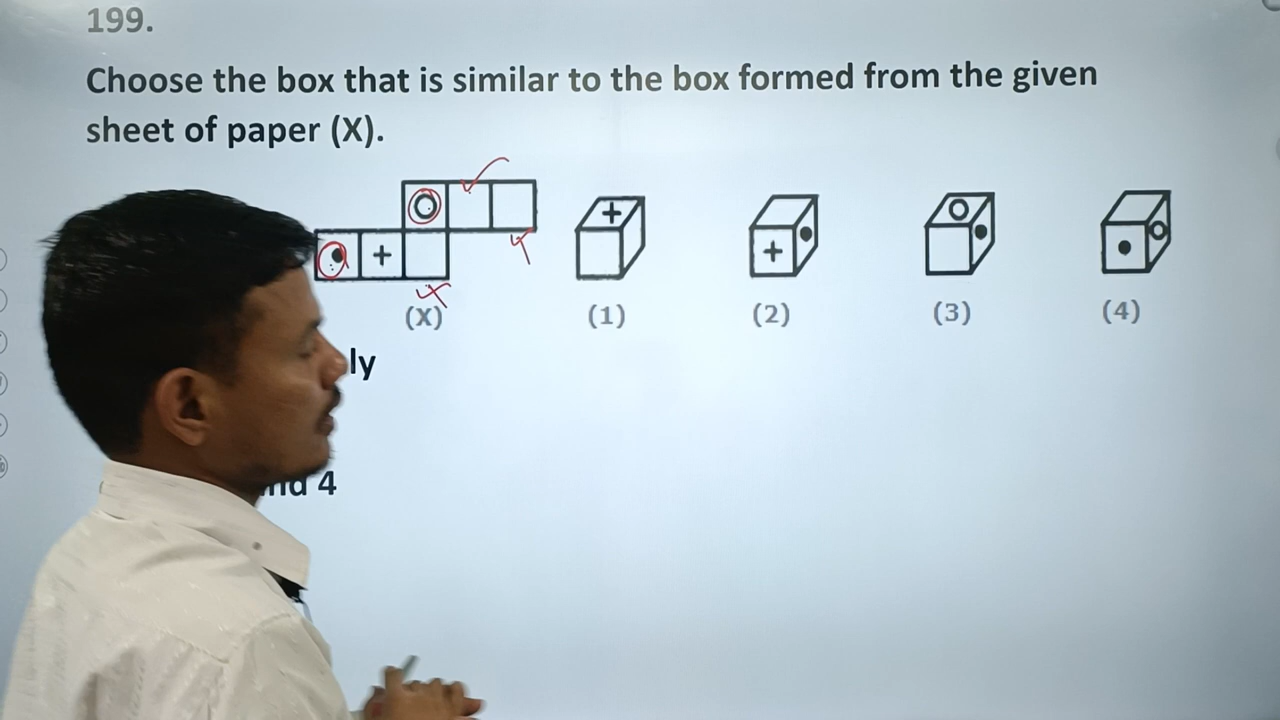 199.
Choose the box that is similar to the box formed from the given
sheet of paper (X).
(X)
(1)
(2)
(3)
(4)
ly
nd 4